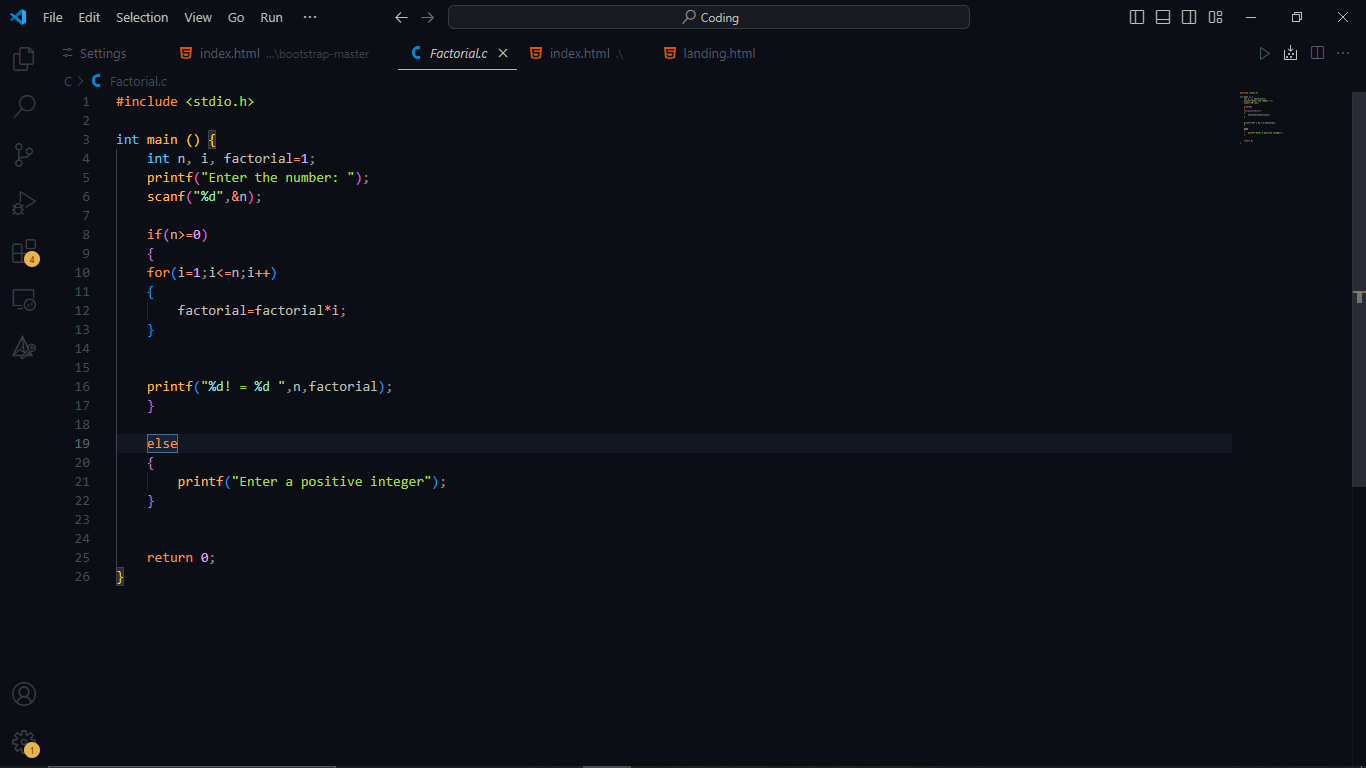 File Edit Selection View Go Run ··· Coding
Settings index.html ...\bootstrap-master Factorial.c index.html .\ landing.html
C > Factorial.c
1 #include <stdio.h>
2
3 int main () {
4 int n, i, factorial=1;
5 printf("Enter the number: ");
6 scanf("%d",&n);
7
8 if(n>=0)
9 {
10 for(i=1;i<=n;i++)
11 {
12 factorial=factorial*i;
13 }
14
15
16 printf("%d! = %d ",n,factorial);
17 }
18
19 else
20 {
21 printf("Enter a positive integer");
22 }
23
24
25 return 0;
26 }
4
1